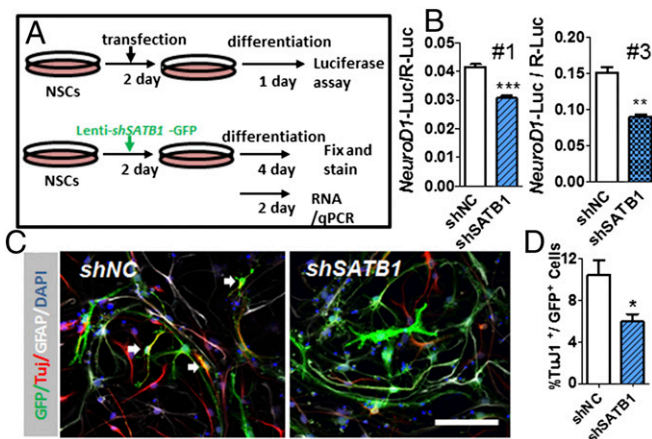 A
transfection
differentiation
2 day
1 day
Luciferase
assay
NSCs
Lenti-shSATB1 -GFP
differentiation
2 day
4 day
Fix and
stain
NSCs
2 day
RNA
/qPCR
B
NeuroD1-Luc/R-Luc
0.05
0.04
0.03
0.02
0.01
0.00
#1
***
shNC
shSATB1
NeuroD1-Luc / R-Luc
0.20
0.15
0.10
0.05
0.00
#3
**
shNC
shSATB1
C
GFP/Tuj/GFAP/DAPI
shNC
shSATB1
D
%TuJ1 +/ GFP+ Cells
12
8
4
0
*
shNC
shSATB1